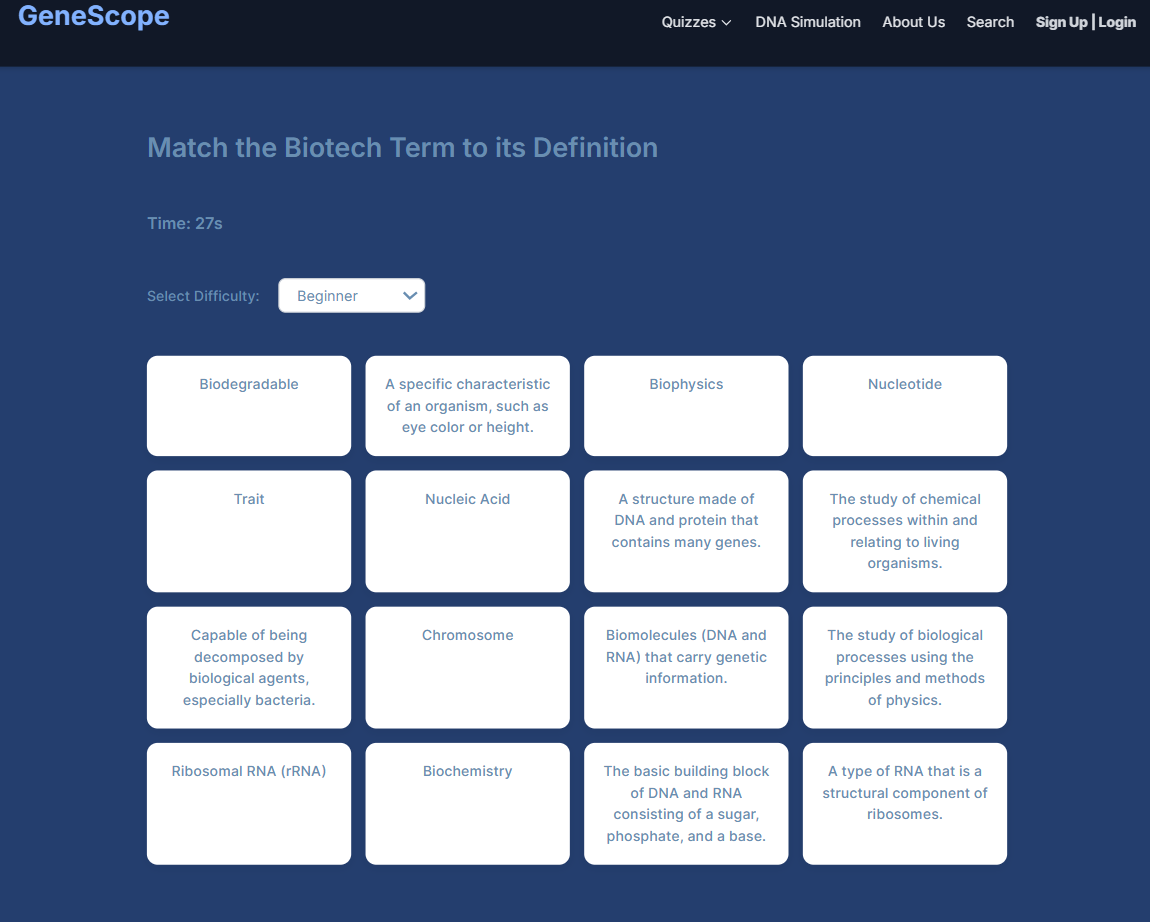 GeneScope
Quizzes DNA Simulation About Us Search Sign Up | Login
Match the Biotech Term to its Definition
Time: 27s
Select Difficulty: Beginner
Biodegradable
A specific characteristic
of an organism, such as
eye color or height.
Biophysics
Nucleotide
Trait
Nucleic Acid
A structure made of
DNA and protein that
contains many genes.
The study of chemical
processes within and
relating to living
organisms.
Capable of being
decomposed by
biological agents,
especially bacteria.
Chromosome
Biomolecules (DNA and
RNA) that carry genetic
information.
The study of biological
processes using the
principles and methods
of physics.
Ribosomal RNA (rRNA)
Biochemistry
The basic building block
of DNA and RNA
consisting of a sugar,
phosphate, and a base.
A type of RNA that is a
structural component of
ribosomes.